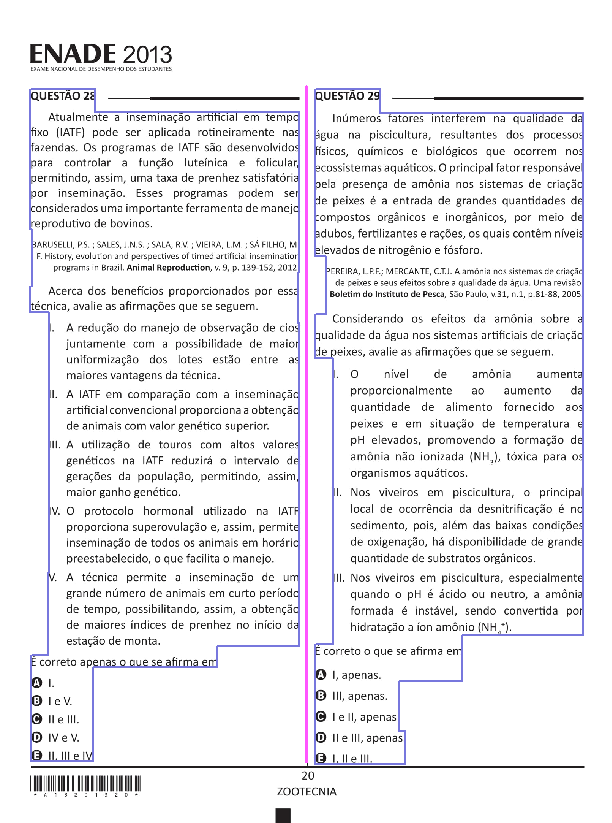 ENADE 2013
EXAME NACIONAL DE DESEMPENHO DOS ESTUDANTES
QUESTÃO 28
Atualmente a inseminação artificial em tempo
fixo (IATF) pode ser aplicada rotineiramente nas
fazendas. Os programas de IATF são desenvolvidos
para controlar a função luteínica e folicular,
permitindo, assim, uma taxa de prenhez satisfatória
por inseminação. Esses programas podem ser
considerados uma importante ferramenta de manejo
reprodutivo de bovinos.
BARUSELLI, P.S. ; SALES, J.N.S. ; SALA, R.V. ; VIEIRA, L.M. ; SÁ FILHO, M.
F. History, evolution and perspectives of timed artificial insemination
programs in Brazil. Animal Reproduction, v. 9, p. 139-152, 2012
Acerca dos benefícios proporcionados por essa
técnica, avalie as afirmações que se seguem.
I. A redução do manejo de observação de cios
juntamente com a possibilidade de maior
uniformização dos lotes estão entre as
maiores vantagens da técnica.
II. A IATF em comparação com a inseminação
artificial convencional proporciona a obtenção
de animais com valor genético superior.
III. A utilização de touros com altos valores
genéticos na IATF reduzirá o intervalo de
gerações da população, permitindo, assim,
maior ganho genético.
IV. O protocolo hormonal utilizado na IATF
proporciona superovulação e, assim, permite
inseminação de todos os animais em horário
preestabelecido, o que facilita o manejo.
V. A técnica permite a inseminação de um
grande número de animais em curto período
de tempo, possibilitando, assim, a obtenção
de maiores índices de prenhez no início da
estação de monta.
É correto apenas o que se afirma em
A I.
B I e V.
C II e III.
D IV e V.
E II, III e IV
QUESTÃO 29
Inúmeros fatores interferem na qualidade da
água na piscicultura, resultantes dos processos
físicos, químicos e biológicos que ocorrem nos
ecossistemas aquáticos. O principal fator responsável
pela presença de amônia nos sistemas de criação
de peixes é a entrada de grandes quantidades de
compostos orgânicos e inorgânicos, por meio de
adubos, fertilizantes e rações, os quais contêm níveis
elevados de nitrogênio e fósforo.
PEREIRA, L.P.F.; MERCANTE, C.T.J. A amônia nos sistemas de criação
de peixes e seus efeitos sobre a qualidade da água. Uma revisão.
Boletim do Instituto de Pesca, São Paulo, v.31, n.1, p.81-88, 2005
Considerando os efeitos da amônia sobre a
qualidade da água nos sistemas artificiais de criação
de peixes, avalie as afirmações que se seguem.
I. O nível de amônia aumenta
proporcionalmente ao aumento da
quantidade de alimento fornecido aos
peixes e em situação de temperatura e
pH elevados, promovendo a formação de
amônia não ionizada (NH₃), tóxica para os
organismos aquáticos.
II. Nos viveiros em piscicultura, o principal
local de ocorrência da desnitrificação é no
sedimento, pois, além das baixas condições
de oxigenação, há disponibilidade de grande
quantidade de substratos orgânicos.
III. Nos viveiros em piscicultura, especialmente
quando o pH é ácido ou neutro, a amônia
formada é instável, sendo convertida por
hidratação a íon amônio (NH₄⁺).
É correto o que se afirma em
A I, apenas.
B III, apenas.
C I e II, apenas
D II e III, apenas
E I, II e III.
20
ZOOTECNIA